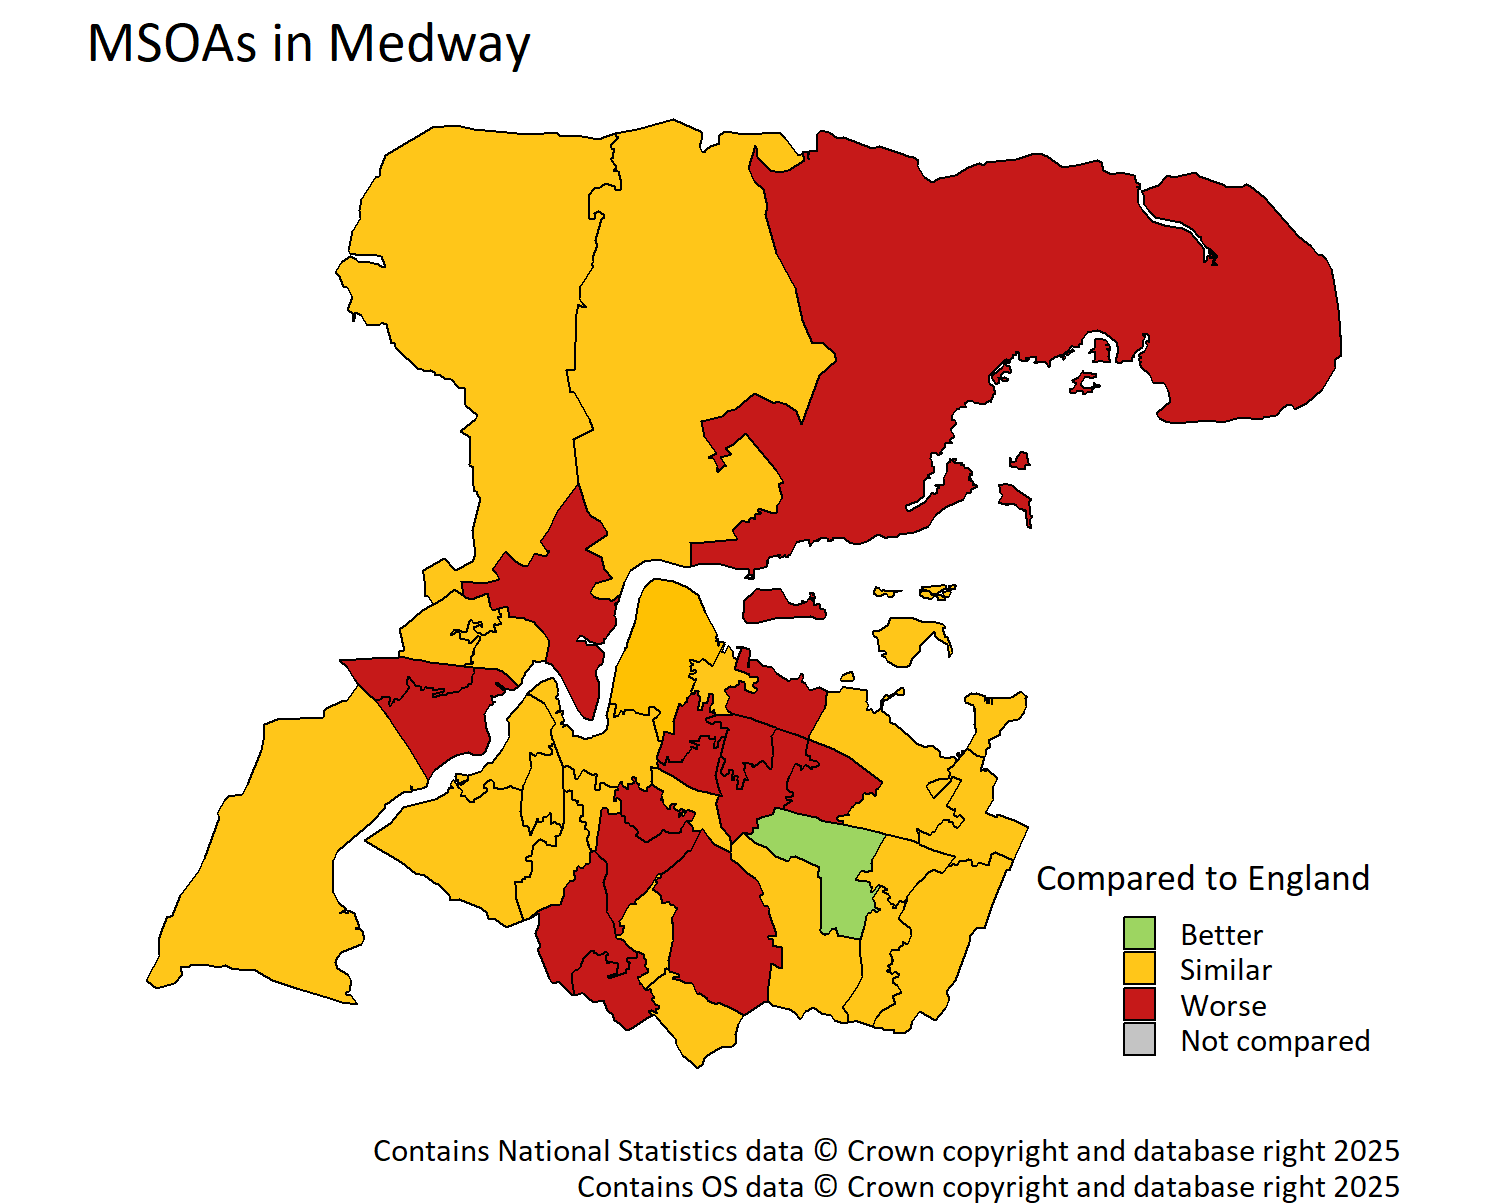 MSOAs in Medway
Compared to England
Better
Similar
Worse
Not compared
Contains National Statistics data © Crown copyright and database right 2025
Contains OS data © Crown copyright and database right 2025